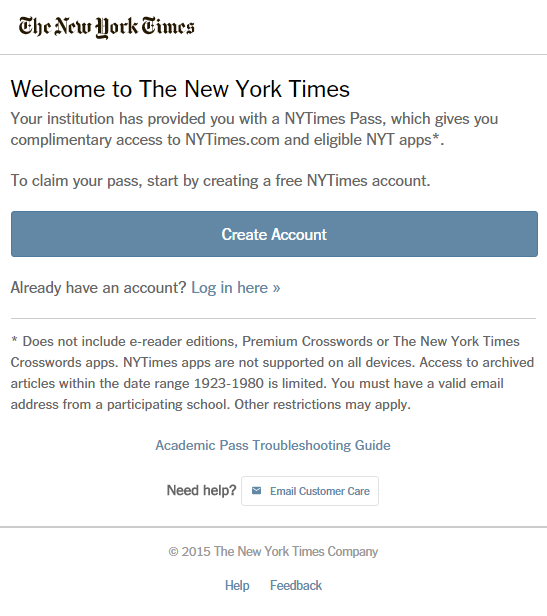 The New York Times
Welcome to The New York Times
Your institution has provided you with a NYTimes Pass, which gives you
complimentary access to NYTimes.com and eligible NYT apps*.
To claim your pass, start by creating a free NYTimes account.
Create Account
Already have an account? Log in here »
* Does not include e-reader editions, Premium Crosswords or The New York Times
Crosswords apps. NYTimes apps are not supported on all devices. Access to archived
articles within the date range 1923-1980 is limited. You must have a valid email
address from a participating school. Other restrictions may apply.
Academic Pass Troubleshooting Guide
Need help? Email Customer Care
© 2015 The New York Times Company
Help Feedback